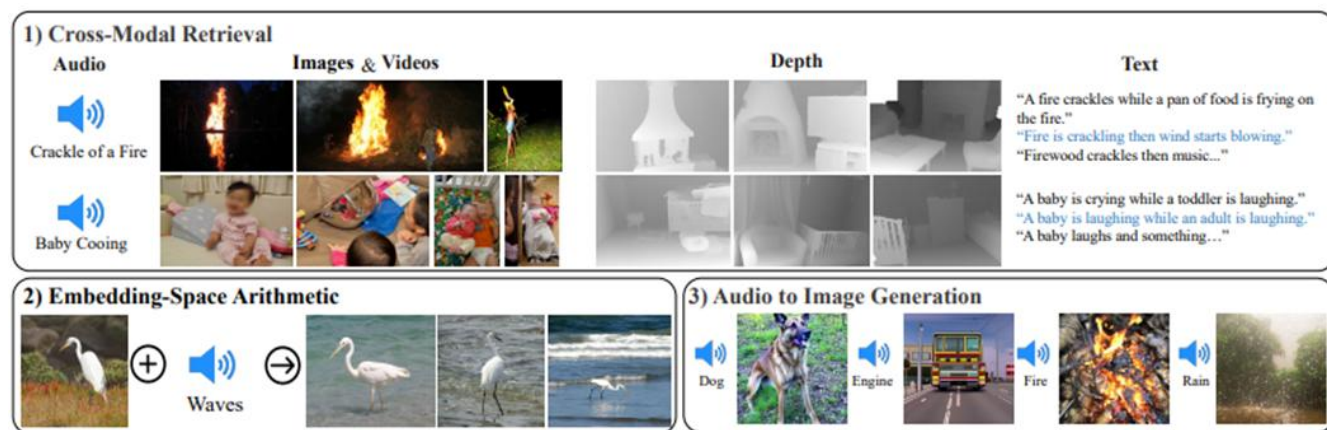 1) Cross-Modal Retrieval
Audio
Images & Videos
Depth
Text
Crackle of a Fire
“A fire crackles while a pan of food is frying on
the fire.”
“Fire is crackling then wind starts blowing.”
“Firewood crackles then music...”
Baby Cooing
“A baby is crying while a toddler is laughing.”
“A baby is laughing while an adult is laughing.”
“A baby laughs and something…”
2) Embedding-Space Arithmetic
Waves
3) Audio to Image Generation
Dog
Engine
Fire
Rain